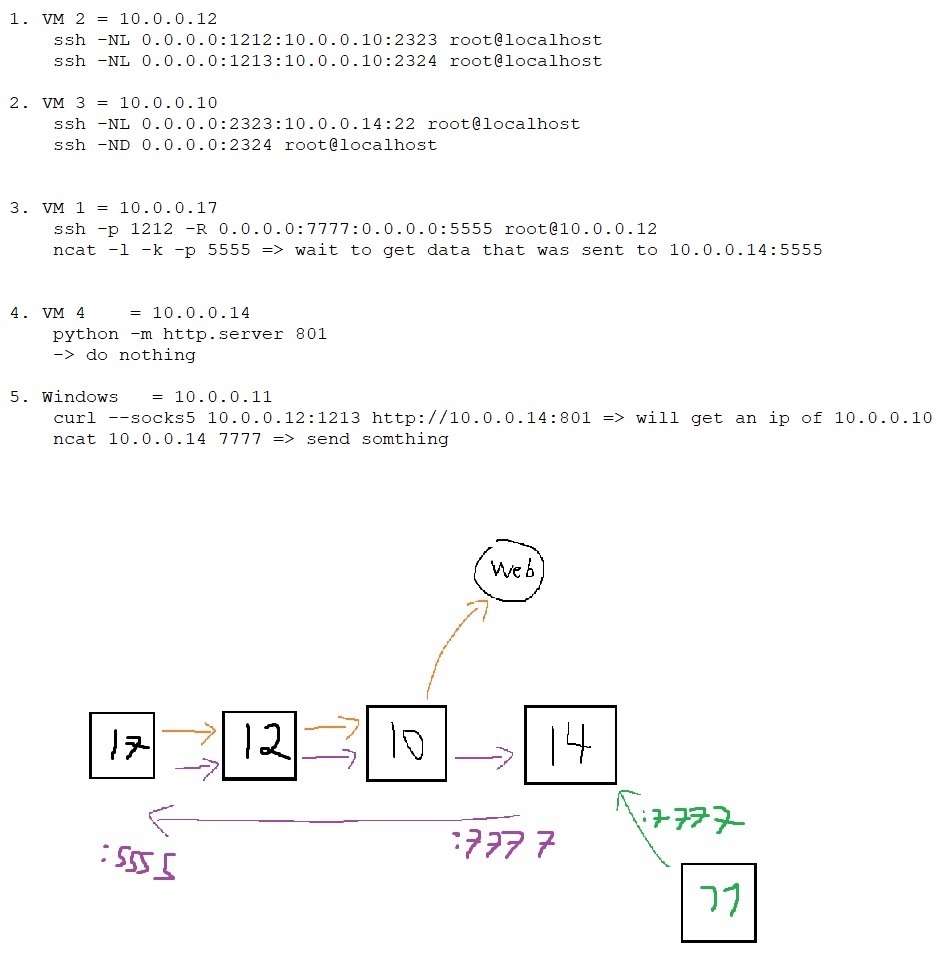 1. VM 2 = 10.0.0.12
ssh -NL 0.0.0.0:1212:10.0.0.10:2323 root@localhost
ssh -NL 0.0.0.0:1213:10.0.0.10:2324 root@localhost
2. VM 3 = 10.0.0.10
ssh -NL 0.0.0.0:2323:10.0.0.14:22 root@localhost
ssh -ND 0.0.0.0:2324 root@localhost
3. VM 1 = 10.0.0.17
ssh -p 1212 -R 0.0.0.0:7777:0.0.0.0:5555 root@10.0.0.12
ncat -l -k -p 5555 => wait to get data that was sent to 10.0.0.14:5555
4. VM 4 = 10.0.0.14
python -m http.server 801
-> do nothing
5. Windows = 10.0.0.11
curl --socks5 10.0.0.12:1213 http://10.0.0.14:801 => will get an ip of 10.0.0.10
ncat 10.0.0.14 7777 => send somthing
Web
17 12 10 14
:7777
:5555 :7777
11